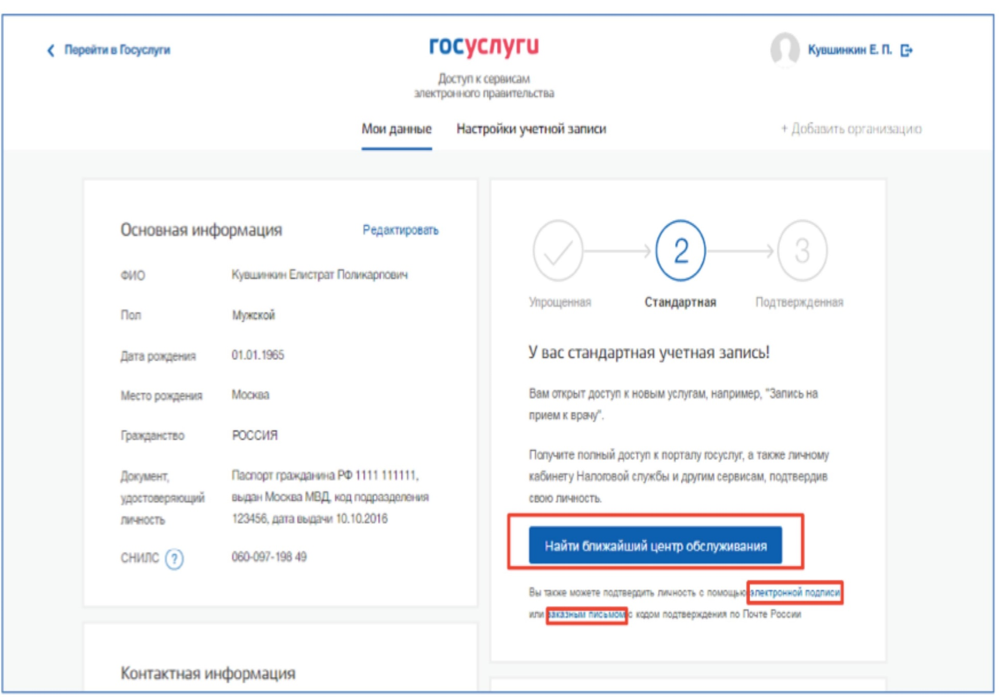 Перейти в Госуслуги
госуслуги
Кувшинкин Е. П.
Доступ к сервисам
электронного правительства
Мои данные
Настройки учетной записи
+ Добавить организацию
Основная информация
Редактировать
ФИО
Кувшинкин Елистрат Поликарпович
Пол
Мужской
Дата рождения
01.01.1965
Место рождения
Москва
Гражданство
РОССИЯ
Документ,
удостоверяющий
личность
Паспорт гражданина РФ 1111 111111,
выдан Москва МВД, код подразделения
123456, дата выдачи 10.10.2016
СНИЛС ?
060-097-198 49
Контактная информация
2
3
Упрощенная
Стандартная
Подтвержденная
У вас стандартная учетная запись!
Вам открыт доступ к новым услугам, например, "Запись на
прием к врачу".
Получите полный доступ к порталу госуслуг, а также личному
кабинету Налоговой службы и другим сервисам, подтвердив
свою личность.
Найти ближайший центр обслуживания
Вы также можете подтвердить личность с помощью электронной подписи
или заказным письмом с кодом подтверждения по Почте России